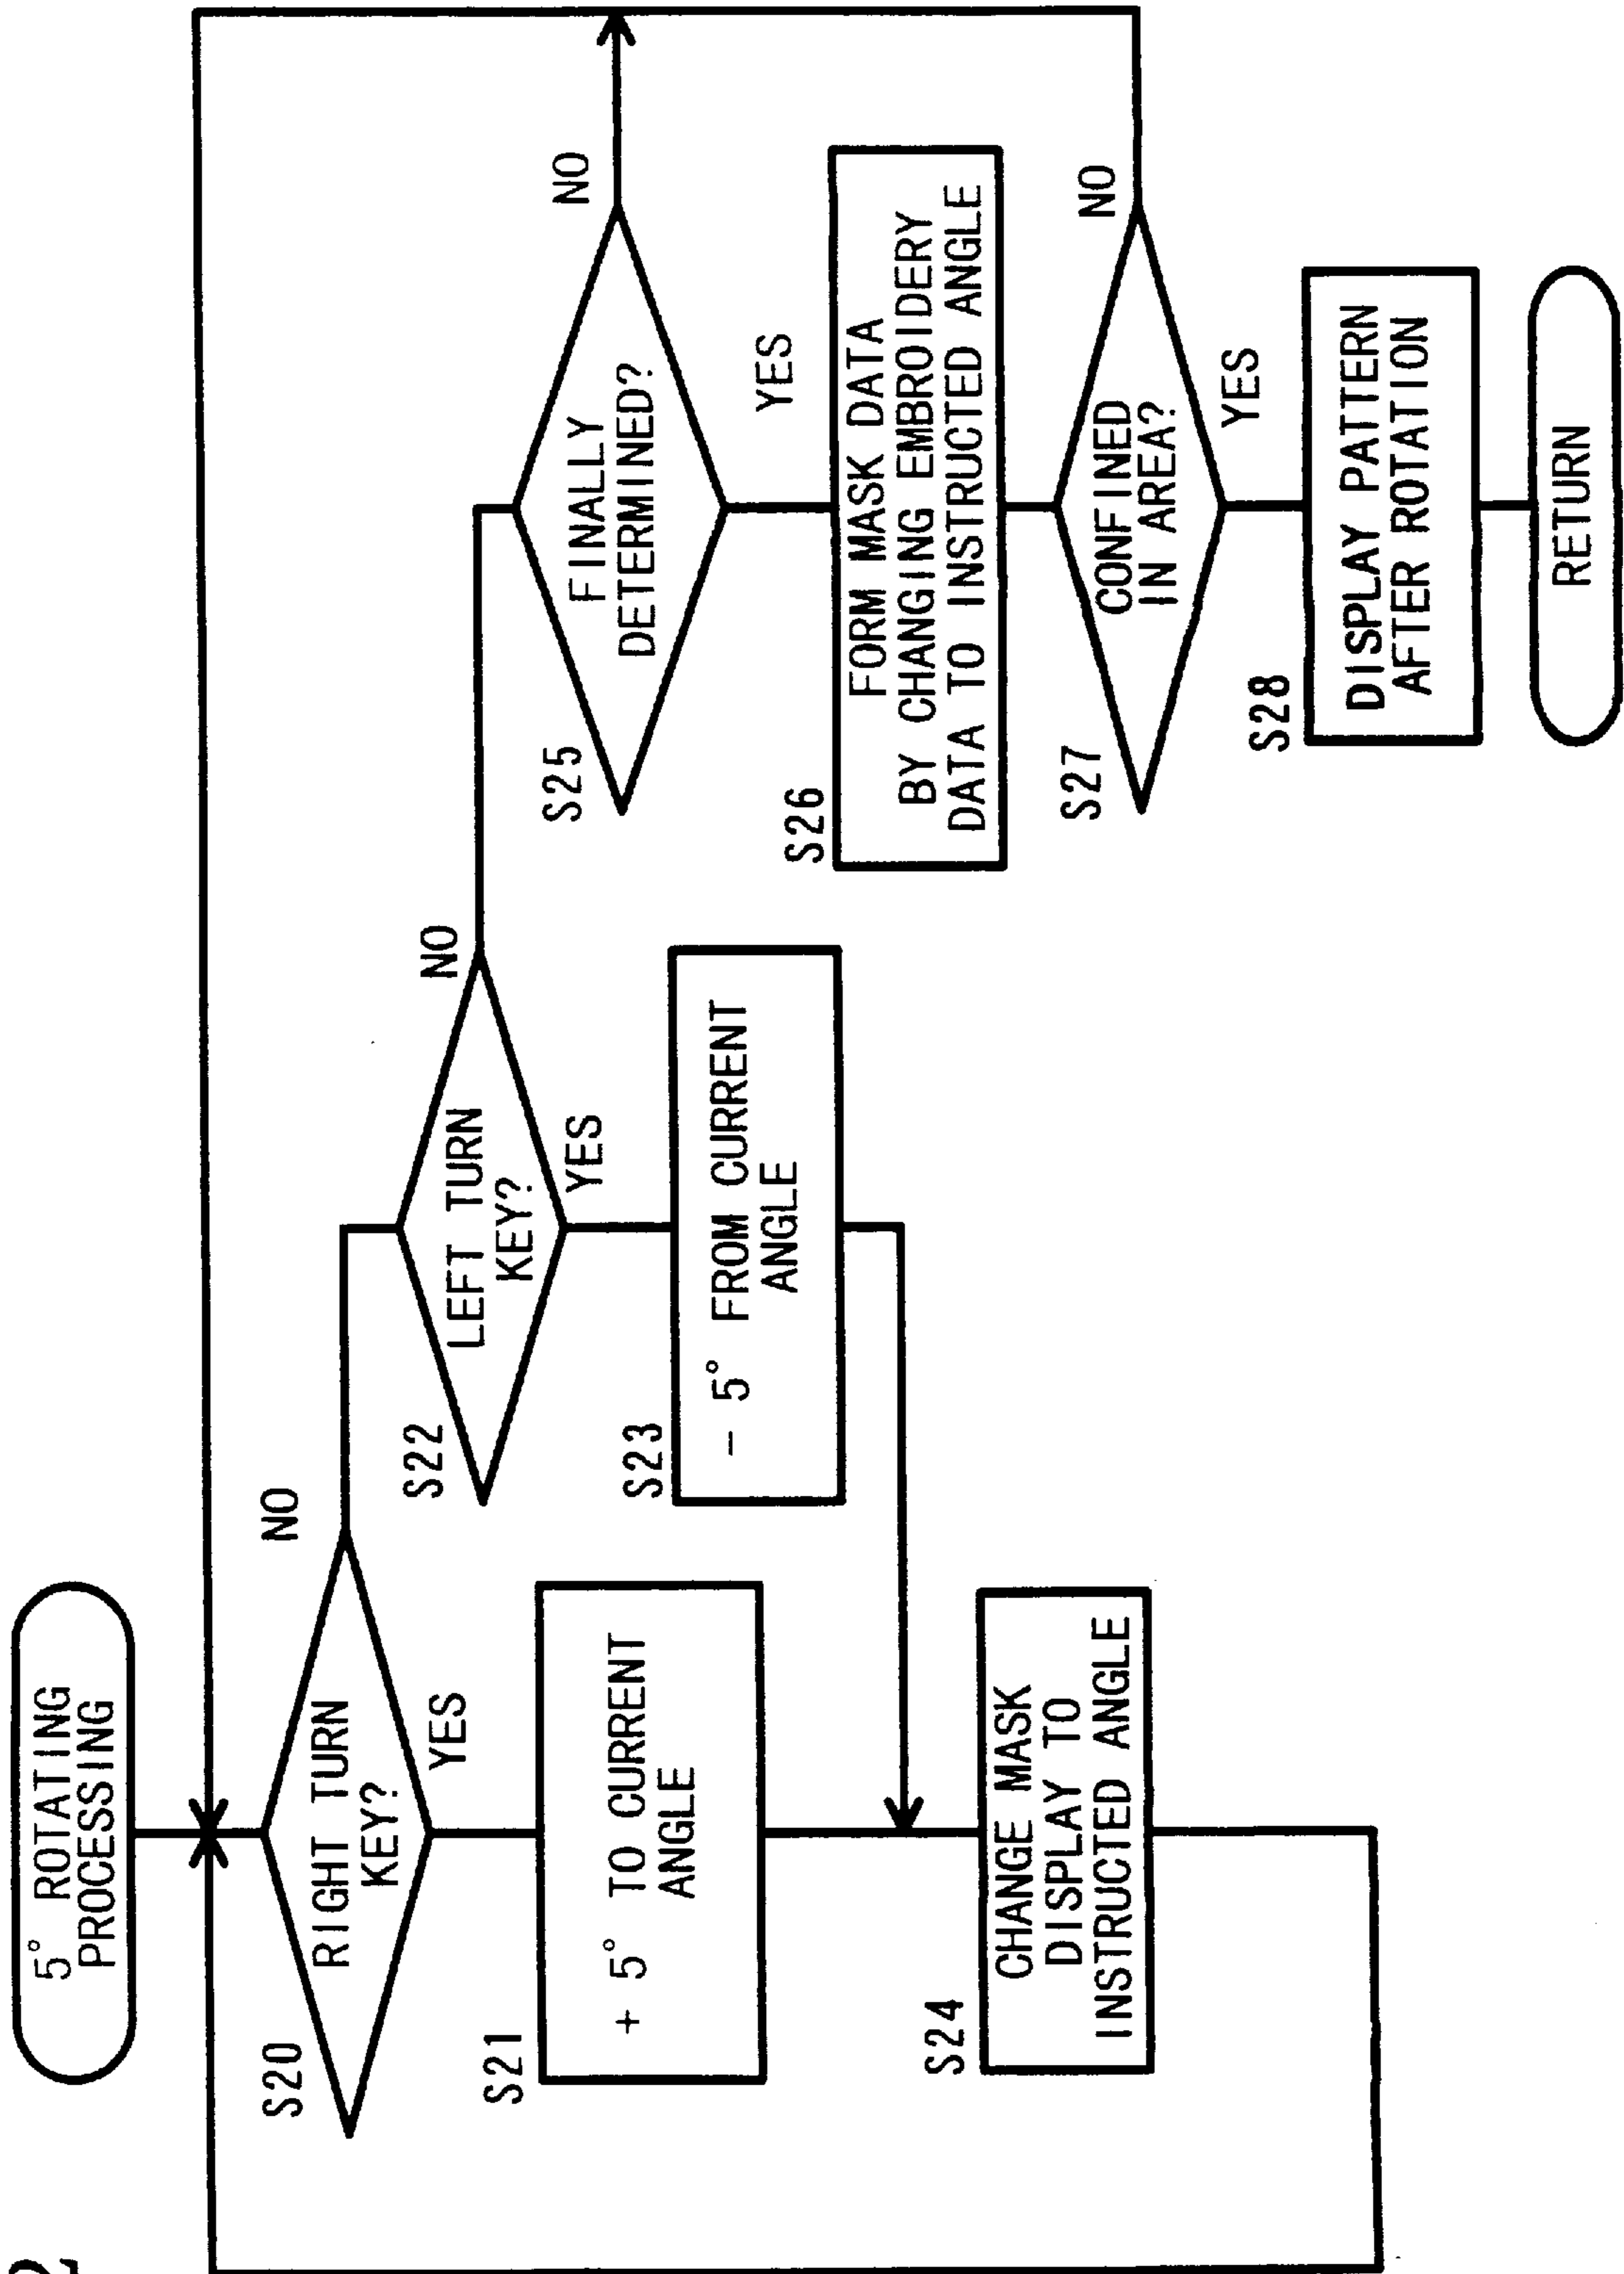 2
5° ROTATING
PROCESSING
S20
RIGHT TURN
KEY?
NO
YES
S21
+ 5° TO CURRENT
ANGLE
S22
LEFT TURN
KEY?
NO
YES
S23
- 5° FROM CURRENT
ANGLE
S24
CHANGE MASK
DISPLAY TO
INSTRUCTED ANGLE
S25
FINALLY
DETERMINED?
NO
YES
S26
FORM MASK DATA
BY CHANGING EMBROIDERY
DATA TO INSTRUCTED ANGLE
S27
CONFINED
IN AREA?
NO
YES
S28
DISPLAY PATTERN
AFTER ROTATION
RETURN